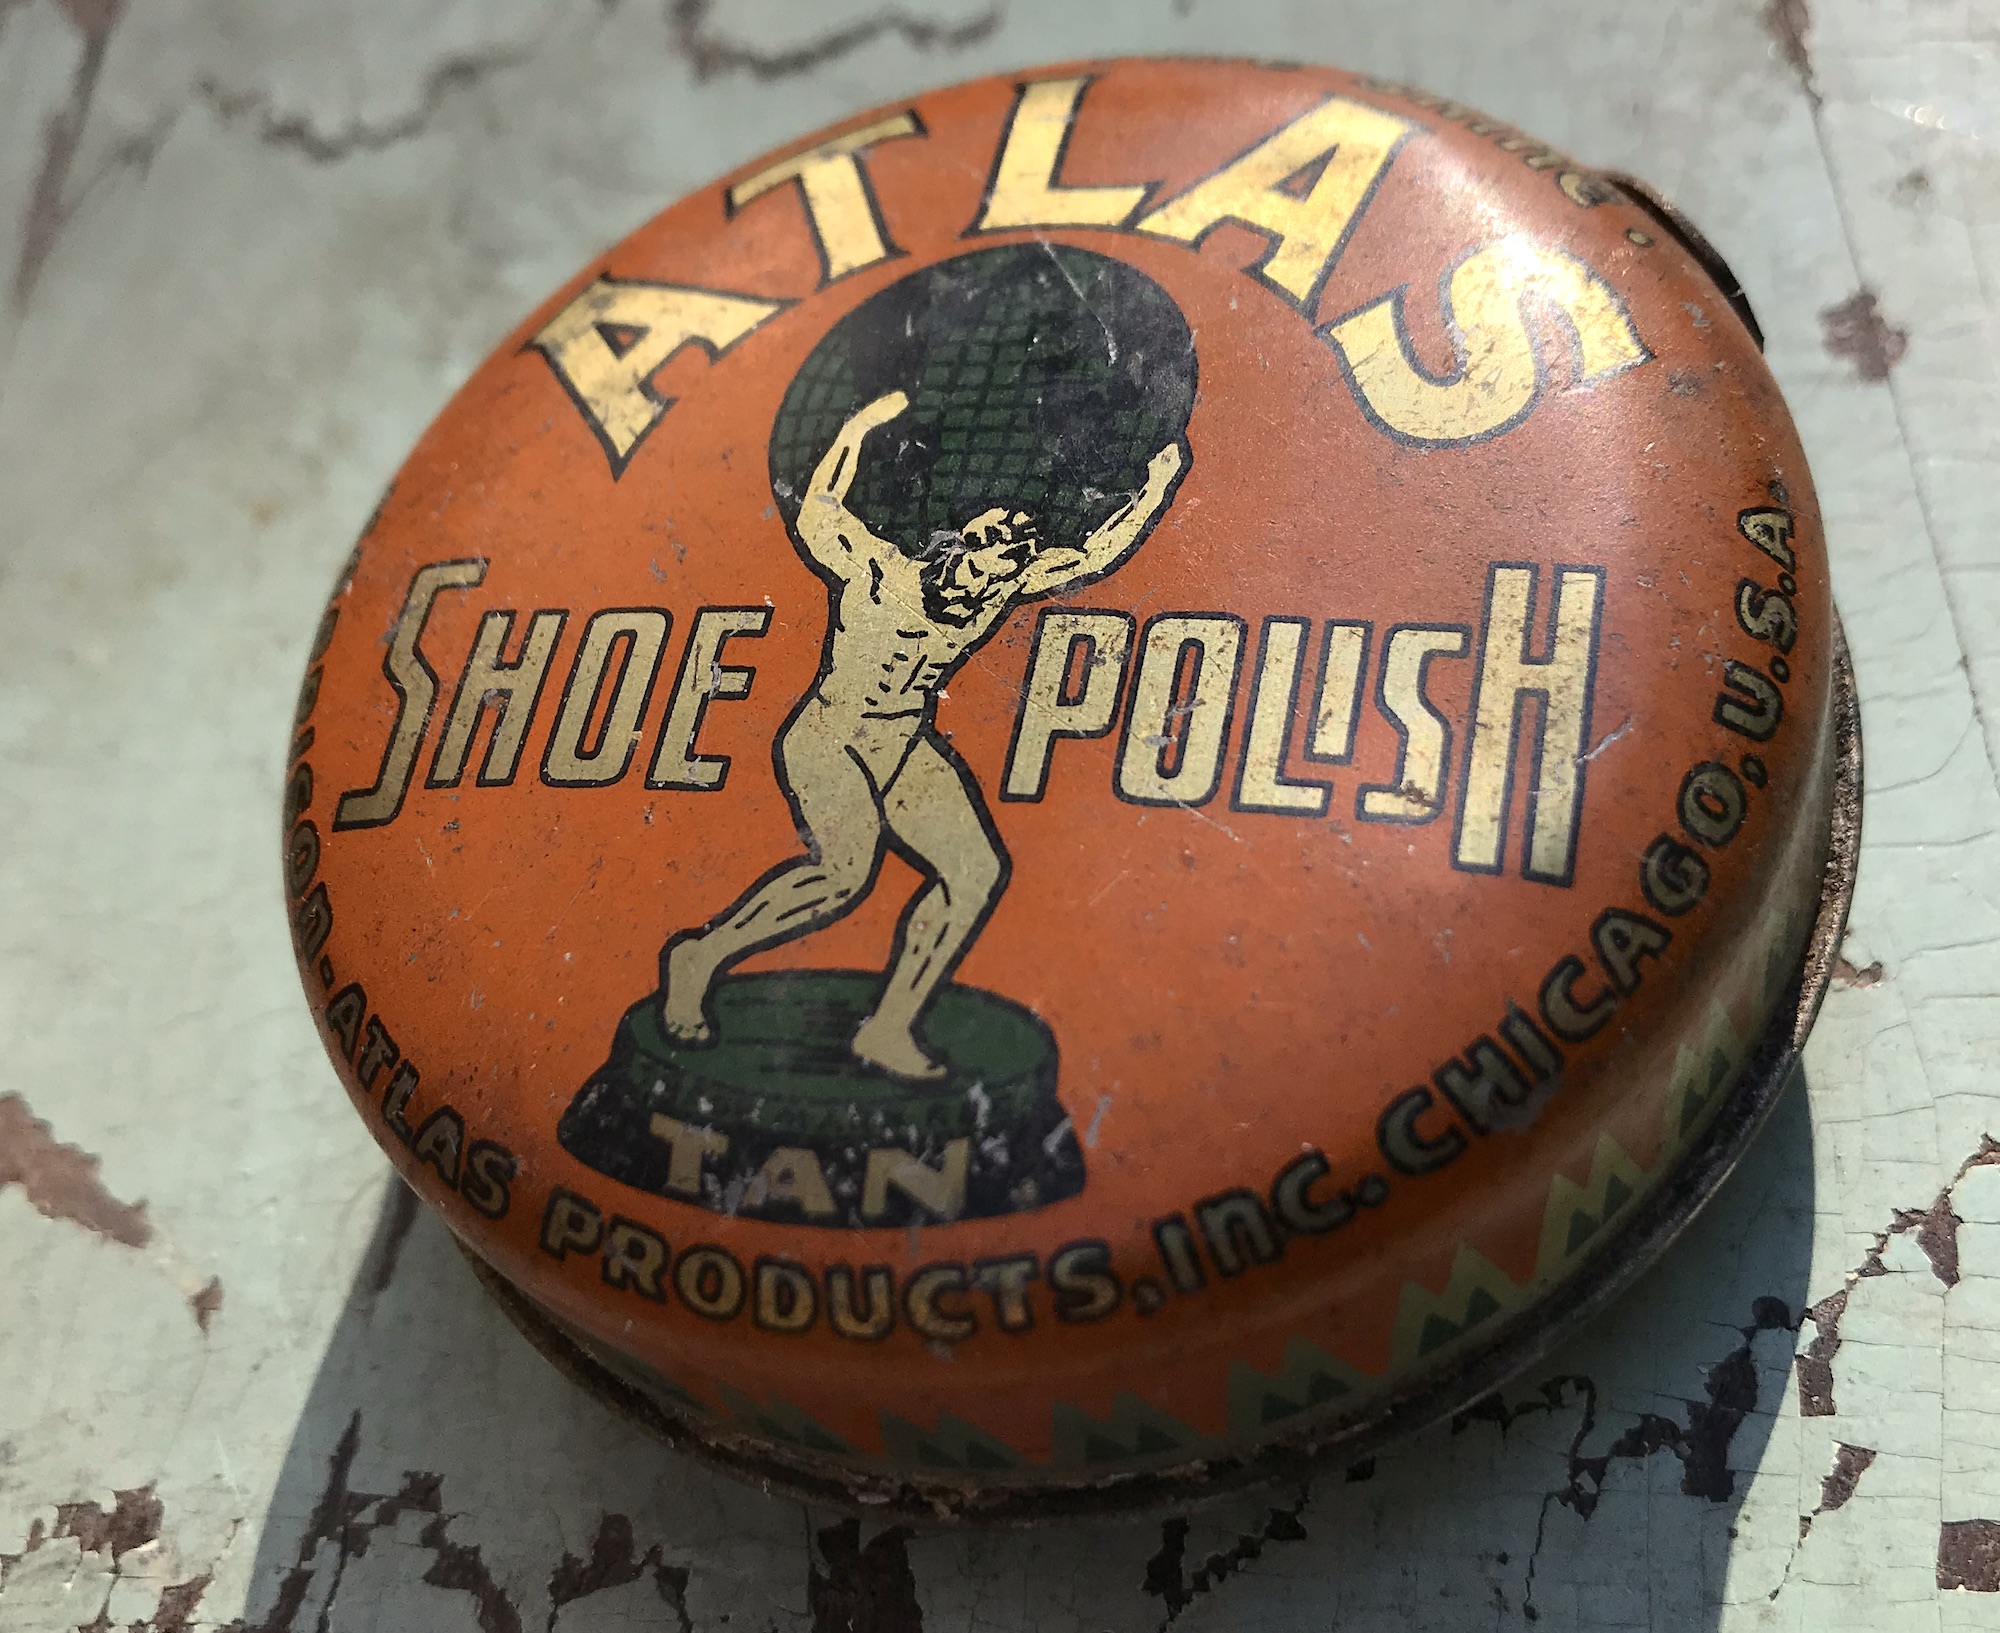 ATLAS
SHOE POLISH
TAN
ATLAS PRODUCTS, INC. CHICAGO, U.S.A.